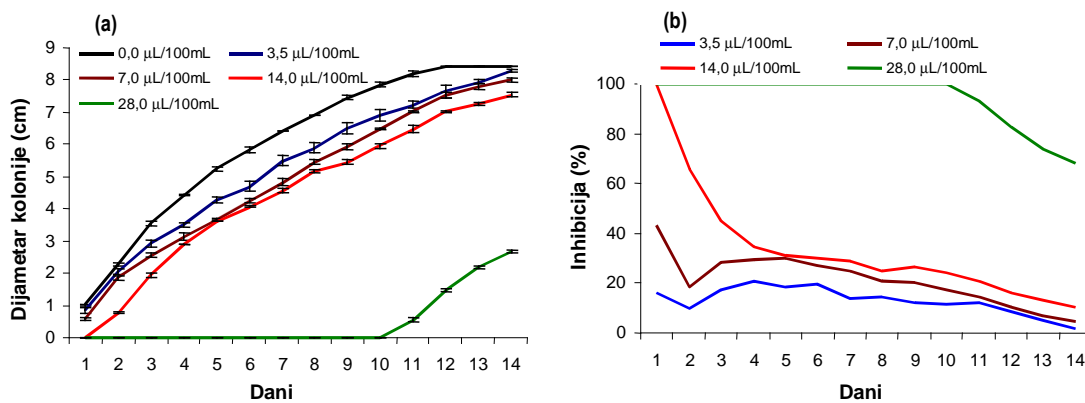 (a)
0,0 µL/100mL 3,5 µL/100mL
7,0 µL/100mL 14,0 µL/100mL
28,0 µL/100mL
Dijametar kolonije (cm)
9
8
7
6
5
4
3
2
1
0
1 2 3 4 5 6 7 8 9 10 11 12 13 14
Dani
(b)
3,5 µL/100mL 7,0 µL/100mL
14,0 µL/100mL 28,0 µL/100mL
Inhibicija (%)
100
80
60
40
20
0
1 2 3 4 5 6 7 8 9 10 11 12 13 14
Dani